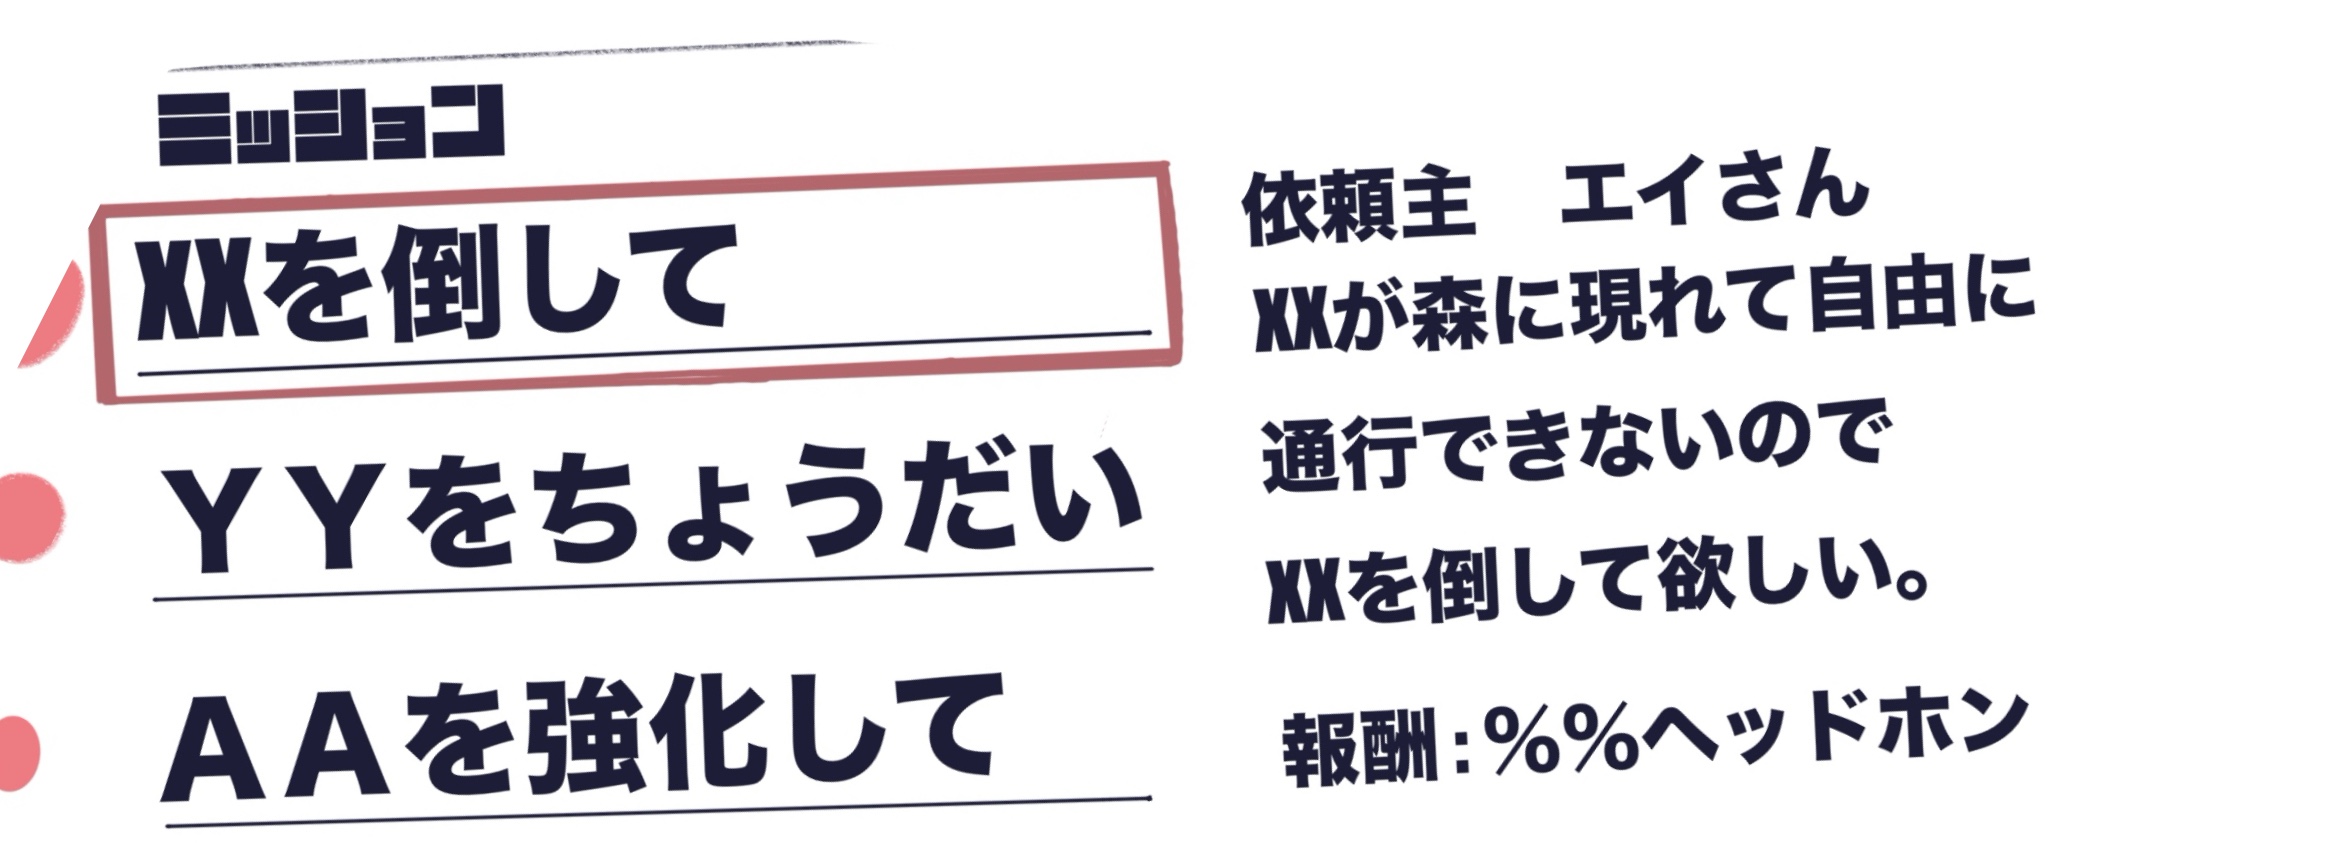 ミッション
XXを倒して
ＹＹをちょうだい
ＡＡを強化して
依頼主　エイさん
XXが森に現れて自由に
通行できないので
XXを倒して欲しい。
報酬:％％ヘッドホン